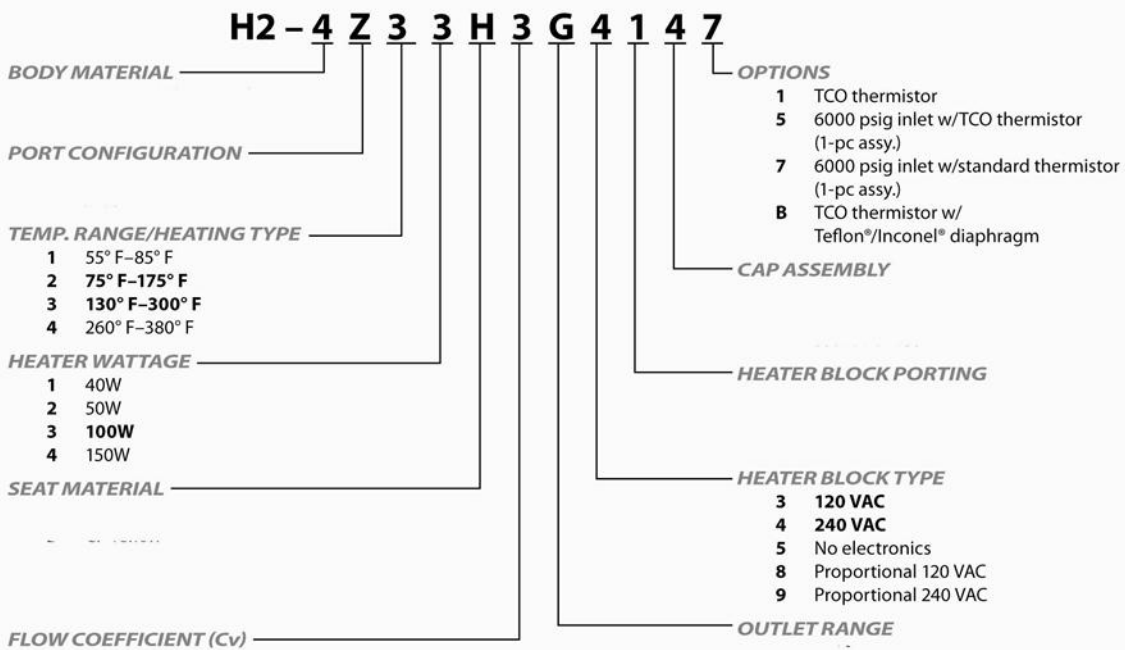 H2 – 4 Z 3 3 H 3 G 4 1 4 7
BODY MATERIAL
PORT CONFIGURATION
TEMP. RANGE/HEATING TYPE
1 55° F–85° F
2 75° F–175° F
3 130° F–300° F
4 260° F–380° F
HEATER WATTAGE
1 40W
2 50W
3 100W
4 150W
SEAT MATERIAL
FLOW COEFFICIENT (Cv)
OPTIONS
1 TCO thermistor
5 6000 psig inlet w/TCO thermistor
(1-pc assy.)
7 6000 psig inlet w/standard thermistor
(1-pc assy.)
B TCO thermistor w/
Teflon®/Inconel® diaphragm
CAP ASSEMBLY
HEATER BLOCK PORTING
HEATER BLOCK TYPE
3 120 VAC
4 240 VAC
5 No electronics
8 Proportional 120 VAC
9 Proportional 240 VAC
OUTLET RANGE